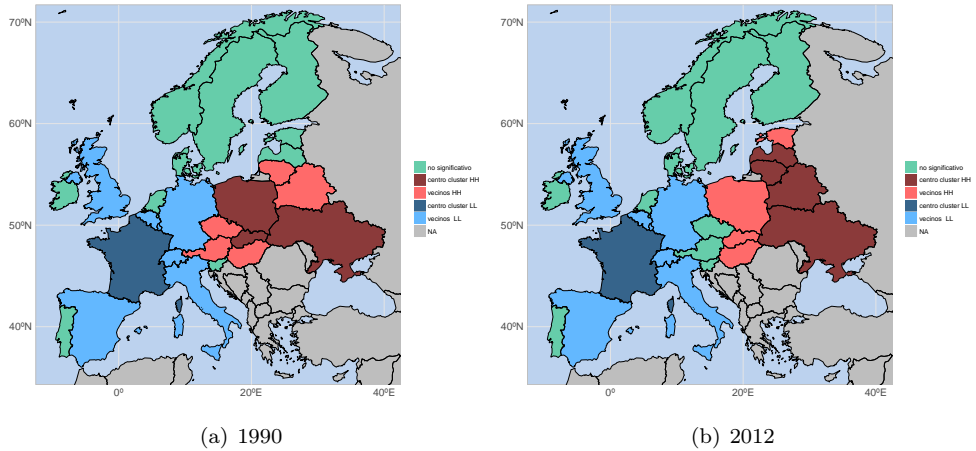 70ºN
60ºN
50ºN
40ºN
0º
20ºE
40ºE
no significativo
centro cluster HH
vecinos HH
centro cluster LL
vecinos LL
NA
(a) 1990
70ºN
60ºN
50ºN
40ºN
0º
20ºE
40ºE
no significativo
centro cluster HH
vecinos HH
centro cluster LL
vecinos LL
NA
(b) 2012